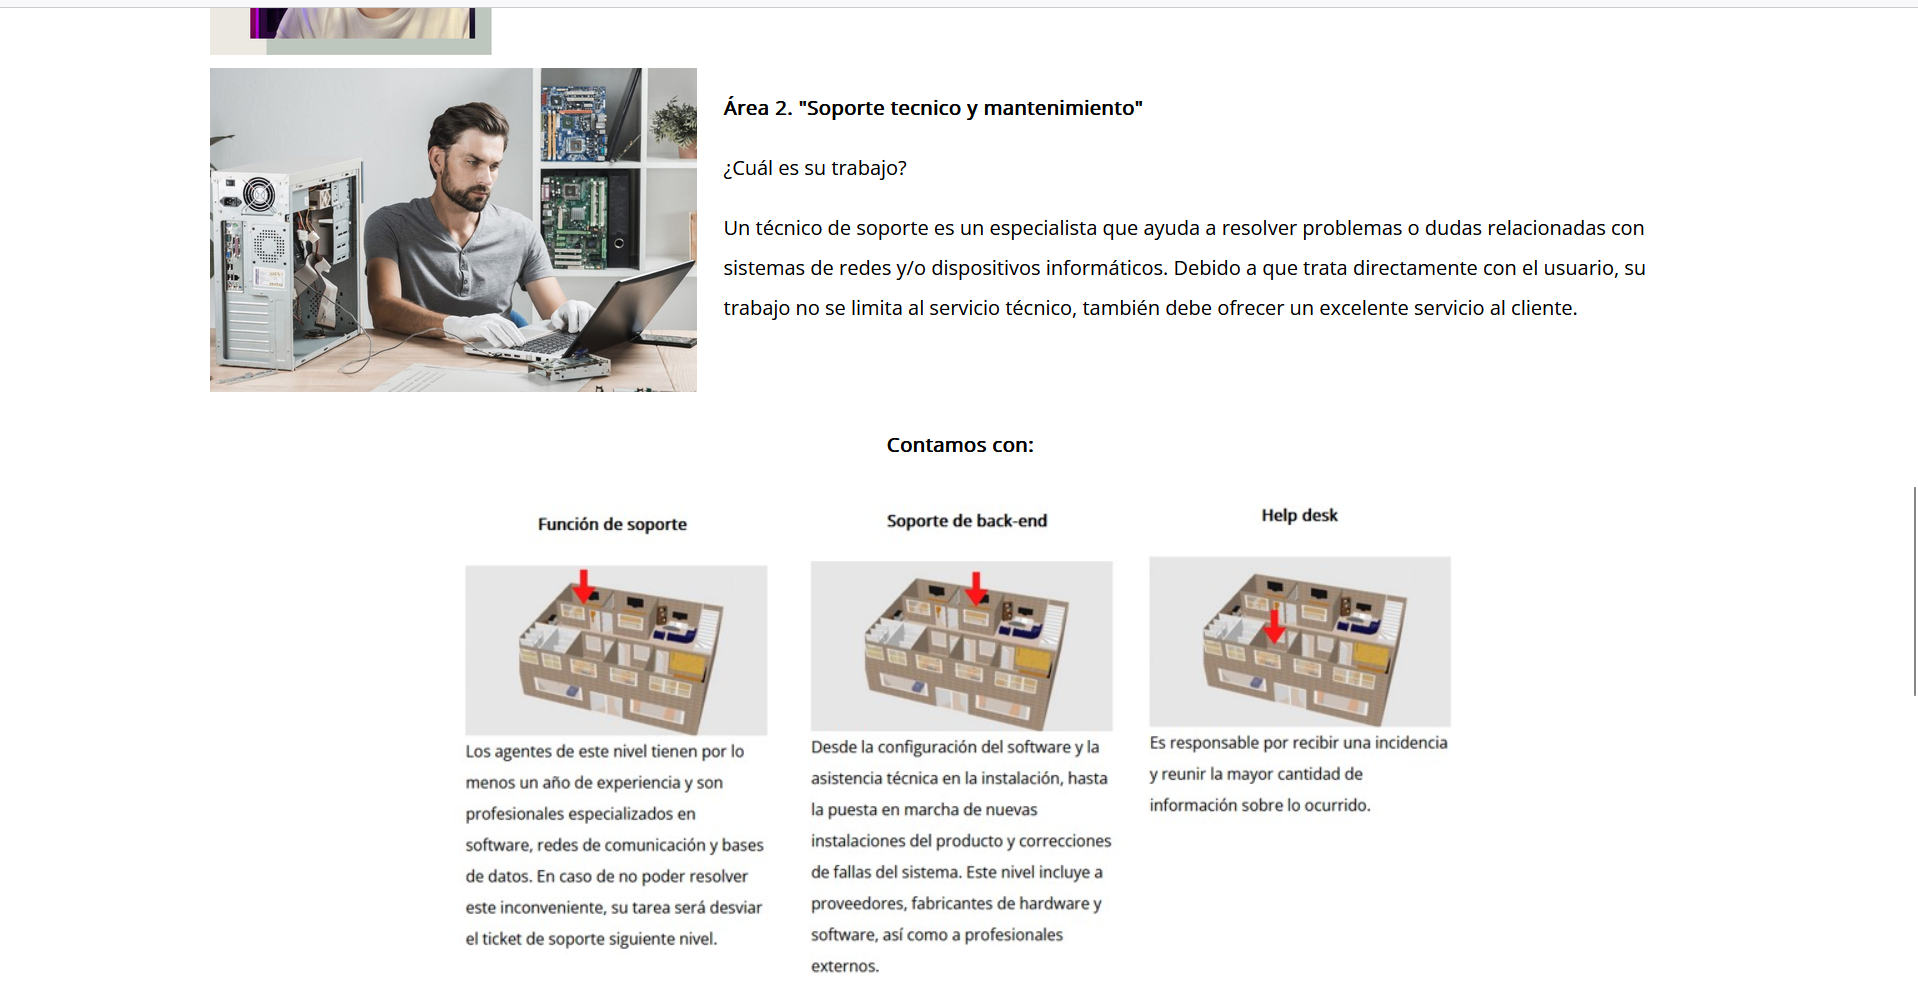 Área 2. "Soporte tecnico y mantenimiento"
¿Cuál es su trabajo?
Un técnico de soporte es un especialista que ayuda a resolver problemas o dudas relacionadas con
sistemas de redes y/o dispositivos informáticos. Debido a que trata directamente con el usuario, su
trabajo no se limita al servicio técnico, también debe ofrecer un excelente servicio al cliente.
Contamos con:
Función de soporte
Los agentes de este nivel tienen por lo
menos un año de experiencia y son
profesionales especializados en
software, redes de comunicación y bases
de datos. En caso de no poder resolver
este inconveniente, su tarea será desviar
el ticket de soporte siguiente nivel.
Soporte de back-end
Desde la configuración del software y la
asistencia técnica en la instalación, hasta
la puesta en marcha de nuevas
instalaciones del producto y correcciones
de fallas del sistema. Este nivel incluye a
proveedores, fabricantes de hardware y
software, así como a profesionales
externos.
Help desk
Es responsable por recibir una incidencia
y reunir la mayor cantidad de
información sobre lo ocurrido.